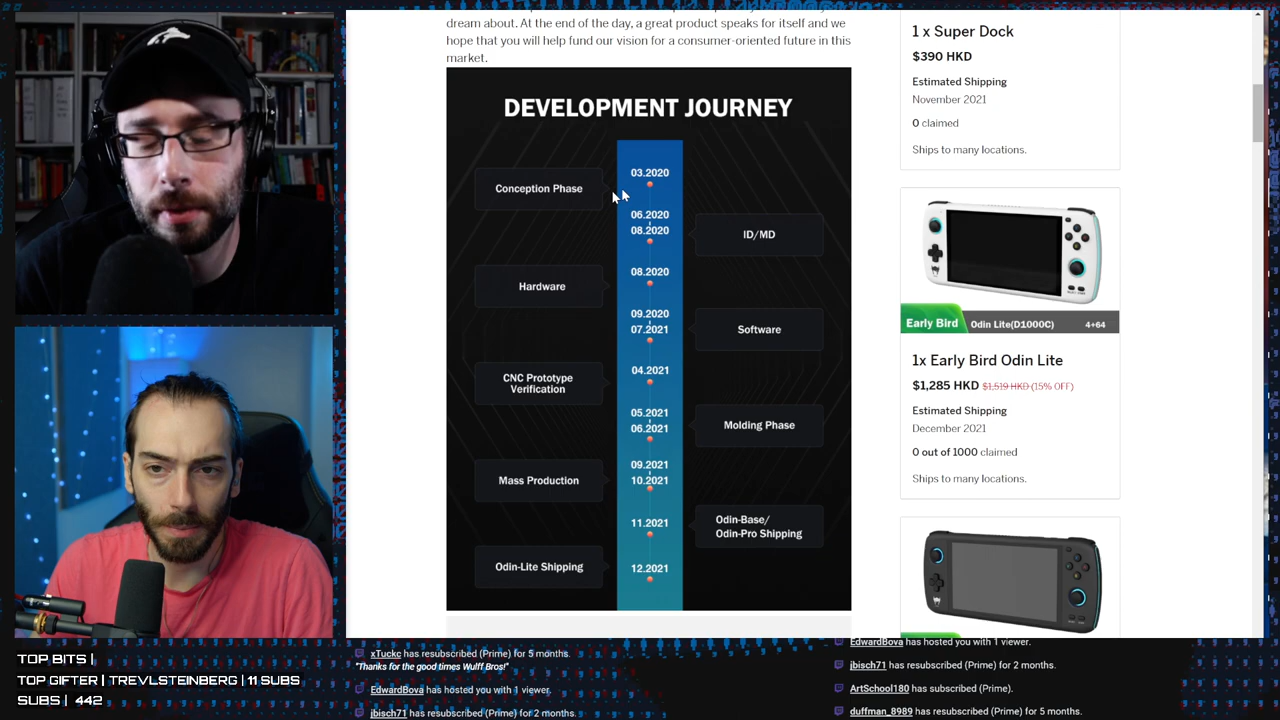 dream about. At the end of the day, a great product speaks for itself and we
hope that you will help fund our vision for a consumer-oriented future in this
market.
DEVELOPMENT JOURNEY
03.2020
Conception Phase
06.2020
08.2020
ID/MD
08.2020
Hardware
09.2020
07.2021
Software
04.2021
CNC Prototype
Verification
05.2021
06.2021
Molding Phase
09.2021
10.2021
Mass Production
11.2021
Odin-Base/
Odin-Pro Shipping
12.2021
Odin-Lite Shipping
1 x Super Dock
$390 HKD
Estimated Shipping
November 2021
0 claimed
Ships to many locations.
Early Bird Odin Lite(D1000C) 4+64
1x Early Bird Odin Lite
$1,285 HKD $1,519 HKD (15% OFF)
Estimated Shipping
December 2021
0 out of 1000 claimed
Ships to many locations.
TOP BITS |
TOP GIFTER | TREVLSTEINBERG | 11 SUBS
SUBS | 442
xTuckc has resubscribed (Prime) for 5 months.
"Thanks for the good times Wulff Bros!"
EdwardBova has hosted you with 1 viewer.
jbisch71 has resubscribed (Prime) for 2 months.
EdwardBova has hosted you with 1 viewer.
jbisch71 has resubscribed (Prime) for 2 months.
ArtSchool180 has subscribed (Prime).
duffman_8989 has resubscribed (Prime) for 5 months.